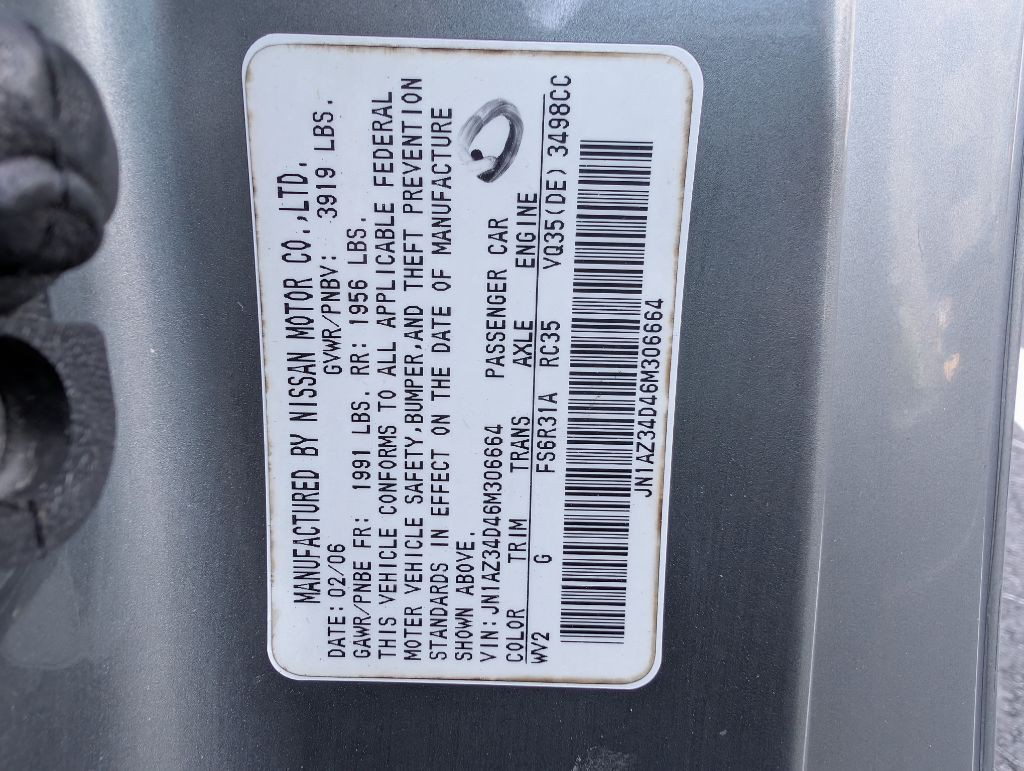 MANUFACTURED BY NISSAN MOTOR CO.,LTD.
DATE:02/06 GVWR/PNBV: 3919 LBS.
GAWR/PNBE FR: 1991 LBS. RR: 1956 LBS.
THIS VEHICLE CONFORMS TO ALL APPLICABLE FEDERAL
MOTER VEHICLE SAFETY,BUMPER,AND THEFT PREVENTION
STANDARDS IN EFFECT ON THE DATE OF MANUFACTURE
SHOWN ABOVE.
VIN:JN1AZ34D46M306664 PASSENGER CAR
COLOR TRIM TRANS AXLE ENGINE
WV2 G FS6R31A RC35 VQ35(DE) 3498CC
JN1AZ34D46M306664